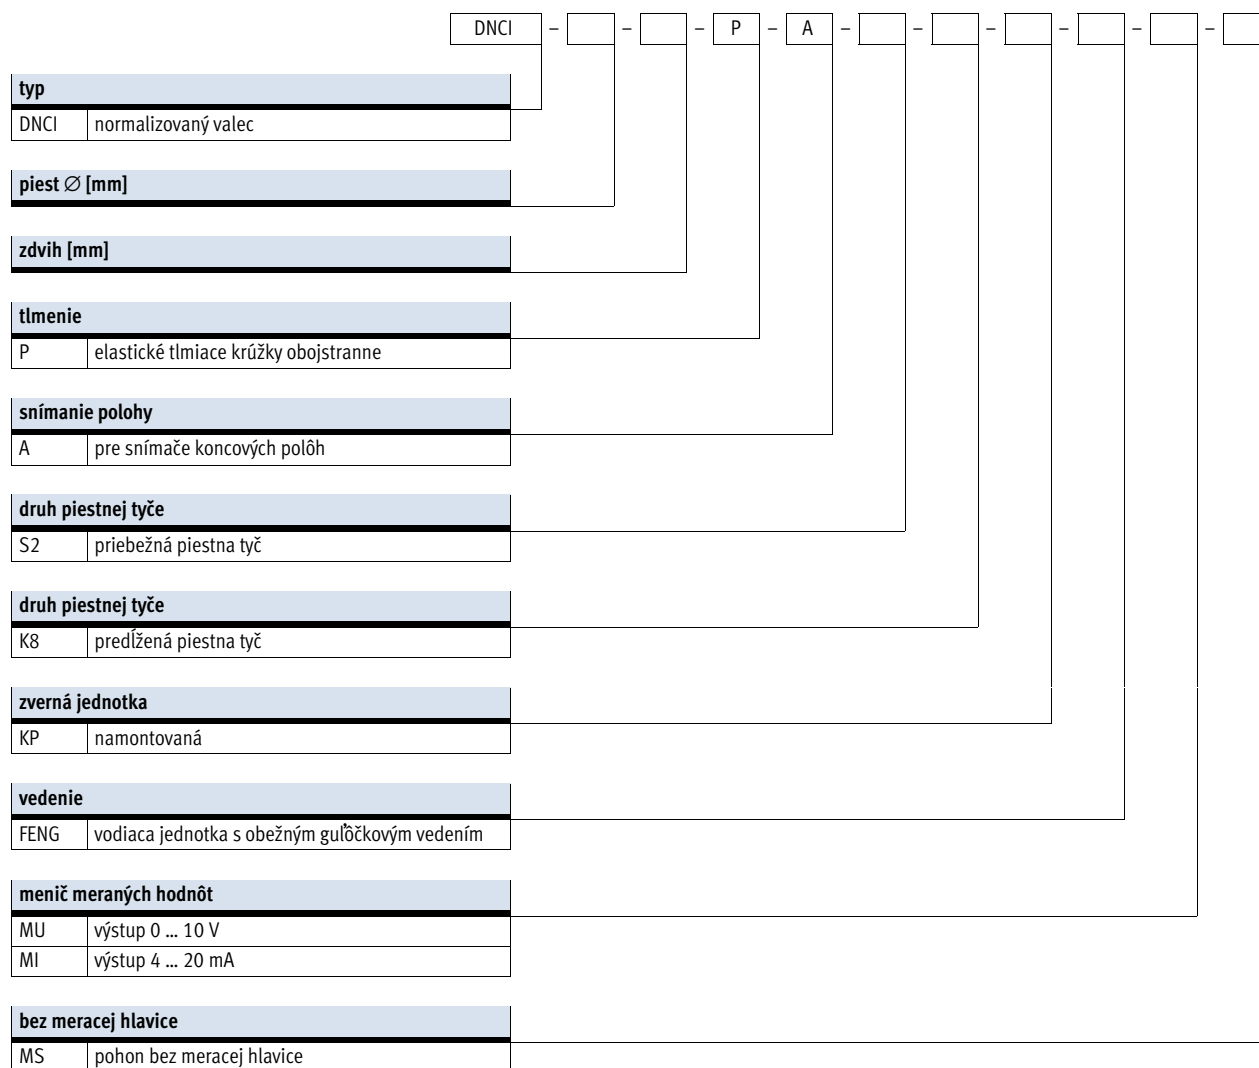 DNCI – – – P – A – – – – – –
typ
DNCI normalizovaný valec
piest ∅ [mm]
zdvih [mm]
tlmenie
P elastické tlmiace krúžky obojstranne
snímanie polohy
A pre snímače koncových polôh
druh piestnej tyče
S2 priebežná piestna tyč
druh piestnej tyče
K8 predĺžená piestna tyč
zverná jednotka
KP namontovaná
vedenie
FENG vodiaca jednotka s obežným guľôčkovým vedením
menič meraných hodnôt
MU výstup 0 ... 10 V
MI výstup 4 ... 20 mA
bez meracej hlavice
MS pohon bez meracej hlavice